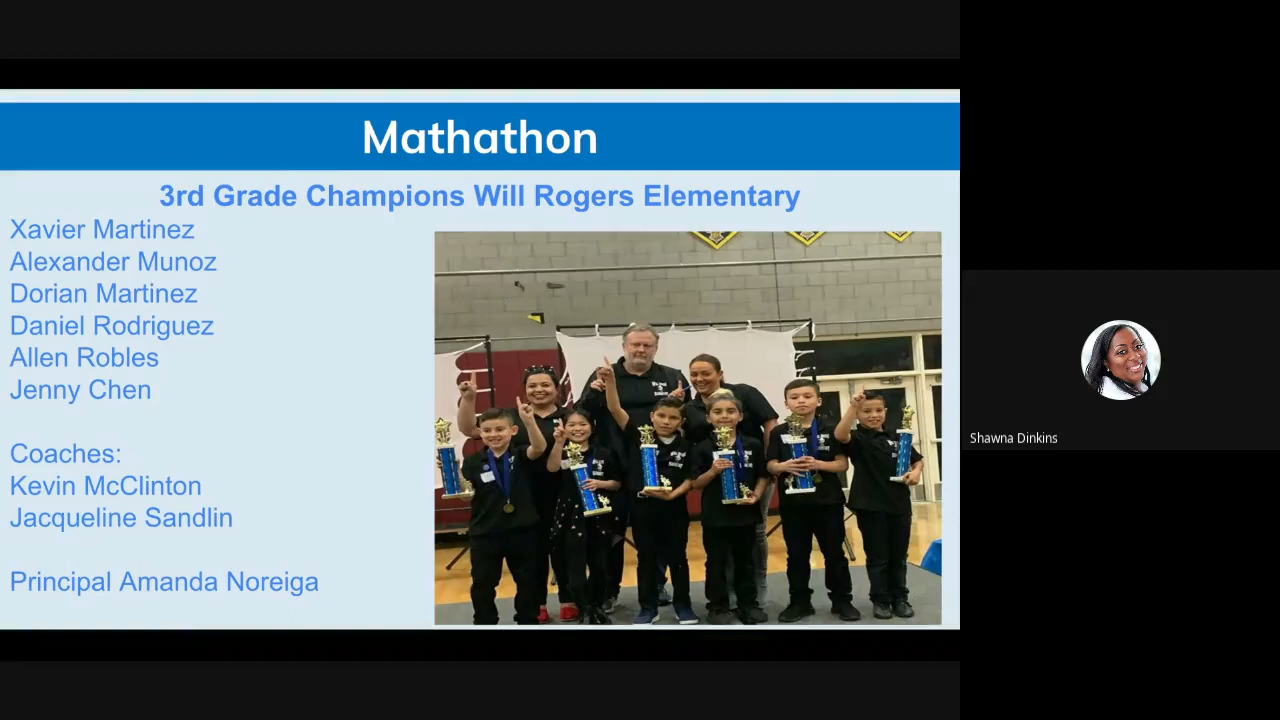 Mathathon
3rd Grade Champions Will Rogers Elementary
Xavier Martinez
Alexander Munoz
Dorian Martinez
Daniel Rodriguez
Allen Robles
Jenny Chen
Coaches:
Kevin McClinton
Jacqueline Sandlin
Principal Amanda Noreiga
Shawna Dinkins